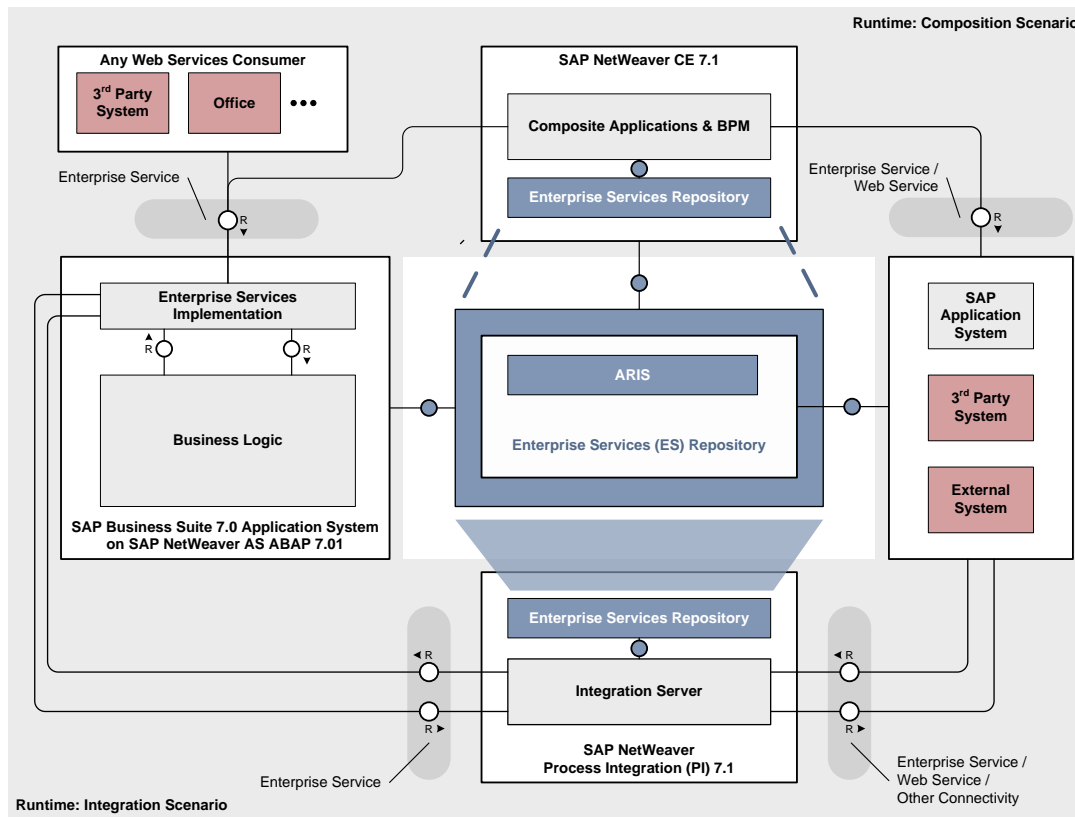 Runtime: Composition Scenario
Any Web Services Consumer
3rd Party
System
Office
SAP NetWeaver CE 7.1
Composite Applications & BPM
Enterprise Services Repository
Enterprise Service
R
Enterprise Service /
Web Service
R
Enterprise Services
Implementation
R
R
Business Logic
SAP Business Suite 7.0 Application System
on SAP NetWeaver AS ABAP 7.01
ARIS
Enterprise Services (ES) Repository
SAP
Application
System
3rd Party
System
External
System
Enterprise Services Repository
R
R
Integration Server
R
R
SAP NetWeaver
Process Integration (PI) 7.1
Enterprise Service
Enterprise Service /
Web Service /
Other Connectivity
Runtime: Integration Scenario